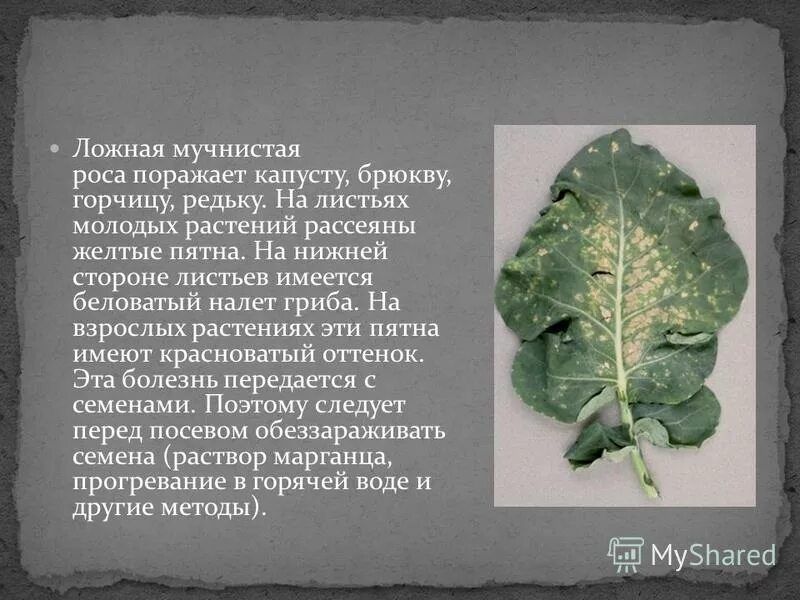 Ложная мучнистая
роса поражает капусту, брюкву,
горчицу, редьку. На листьях
молодых растений рассеяны
желтые пятна. На нижней
стороне листьев имеется
беловатый налет гриба. На
взрослых растениях эти пятна
имеют красноватый оттенок.
Эта болезнь передается с
семенами. Поэтому следует
перед посевом обеззараживать
семена (раствор марганца,
прогревание в горячей воде и
другие методы).
MyShared